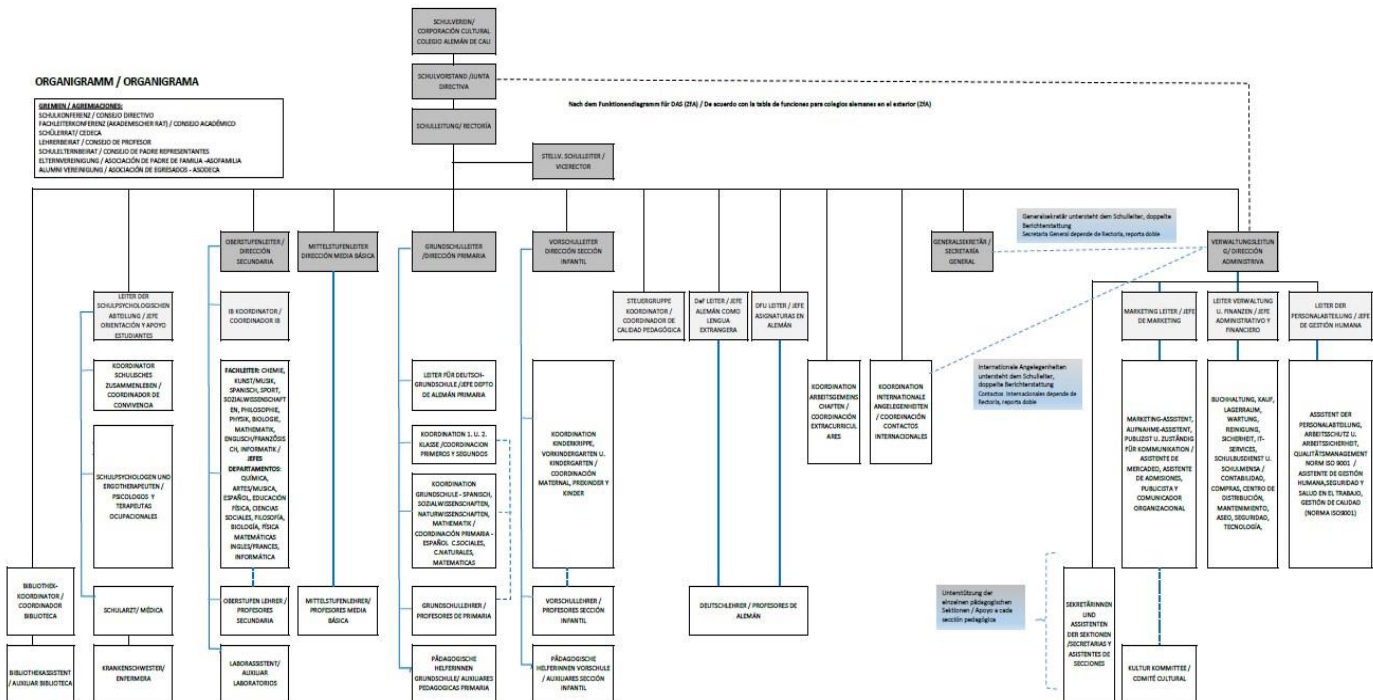 SCHULVEREIN/
CORPORACIÓN CULTURAL
COLEGIO ALEMÁN DE CALI
ORGANIGRAMM / ORGANIGRAMA
SCHULVORSTAND /JUNTA
DIRECTIVA
GREMIEN / AGREMIACIONES:
SCHULKONFERENZ / CONSEJO DIRECTIVO
FACHLEITERKONFERENZ (AKADEMISCHER RAT) / CONSEJO ACADÉMICO
SCHÜLERRAT/ CEDECA
LEHRERBEIRAT / CONSEJO DE PROFESOR
SCHULELTERNBEIRAT / CONSEJO DE PADRE REPRESENTANTES
ELTERNVEREINIGUNG / ASOCIACIÓN DE PADRE DE FAMILIA -ASOFAMILIA
ALUMNI VEREINIGUNG / ASOCIACIÓN DE EGRESADOS - ASODECA
Nach dem Funktionendiagramm für DAS (ZfA) / De acuerdo con la tabla de funciones para colegios alemanes en el exterior (ZfA)
SCHULLEITUNG/ RECTORÍA
STELLV. SCHULLEITER /
VICERECTOR
OBERSTUFENLEITER /
DIRECCIÓN
SECUNDARIA
MITTELSTUFENLEITER
DIRECCIÓN MEDIA BÁSICA
GRUNDSCHULLEITER
/DIRECCIÓN PRIMARIA
VORSCHULLEITER
DIRECCIÓN SECCIÓN
INFANTIL
GENERALSEKRETÄR /
SECRETARÍA
GENERAL
Generalsekretär untersteht dem Schulleiter, doppelte
Berichterstattung
Secretaria General depende de Rectoría, reporta doble
VERWALTUNGSLEITUN
G/ DIRECCIÓN
ADMINISTRIVA
LEITER DER
SCHULPSYCHOLOGISCHEN
ABTEILUNG / JEFE
ORIENTACIÓN Y APOYO
ESTUDIANTES
IB KOORDINATOR /
COORDINADOR IB
STEUERGRUPPE
KOORDINATOR /
COORDINADOR DE
CALIDAD PEDAGÓGICA
DaF LEITER / JEFE
ALEMÁN COMO
LENGUA
EXTRANGERA
DFU LEITER / JEFE
ASIGNATURAS EN
ALEMÁN
MARKETING LEITER / JEFE
DE MARKETING
LEITER VERWALTUNG
U. FINANZEN / JEFE
ADMINISTRATIVO Y
FINANCIERO
LEITER DER
PERSONALABTEILUNG / JEFE
DE GESTIÓN HUMANA
KOORDINATOR
SCHULISCHES
ZUSAMMENLEBEN /
COORDINADOR DE
CONVIVENCIA
FACHLEITER: CHEMIE,
KUNST/MUSIK,
SPANISCH, SPORT,
SOZIALWISSENSCHAFT
EN, PHILOSOPHIE,
PHYSIK, BIOLOGIE,
MATHEMATIK,
ENGLISCH/FRANZÖSIS
CH, INFORMATIK /
JEFES
DEPARTAMENTOS:
QUÍMICA,
ARTES/MUSICA,
ESPAÑOL, EDUCACIÓN
FÍSICA, CIENCIAS
SOCIALES, FILOSOFÍA,
BIOLOGÍA, FÍSICA
MATEMÁTICAS
INGLES/FRANCES,
INFORMÁTICA
LEITER FÜR DEUTSCH-
GRUNDSCHULE /JEFE DEPTO
DE ALEMÁN PRIMARIA
KOORDINATION
KINDERKRIPPE,
VORKINDERGARTEN U.
KINDERGARTEN /
COORDINACIÓN
MATERNAL, PREKINDER Y
KINDER
KOORDINATION
ARBEITSGEMEINS
CHAFTEN /
COORDINACIÓN
EXTRACURRICUL
ARES
KOORDINATION
INTERNATIONALE
ANGELEGENHEITEN
/ COORDINACIÓN
CONTACTOS
INTERNACIONALES
Internationale Angelegenheiten
untersteht dem Schulleiter,
doppelte Berichterstattung
Contactos Internacionales depende de
Rectoría, reporta doble
MARKETING-ASSISTENT,
AUFNAHME-ASSISTENT,
PUBLIZIST U. ZUSTÄNDIG
FÜR KOMMUNIKATION /
ASISTENTE DE
MERCADEO, ASISTENTE
DE ADMISIONES,
PUBLICISTA Y
COMUNICADOR
ORGANIZACIONAL
BUCHHALTUNG, KAUF,
LAGERRAUM,
WARTUNG,
REINIGUNG,
SICHERHEIT, IT-
SERVICES,
SCHULBUSDIENST U.
SCHULMENSA /
CONTABILIDAD,
COMPRAS, CENTRO DE
DISTRIBUCIÓN,
MANTENIMIENTO,
ASEO, SEGURIDAD,
TECNOLOGÍA,
ASSISTENT DER
PERSONALABTEILUNG,
ARBEITSSCHUTZ U.
ARBEITSSICHERHEIT,
QUALITÄTSMANAGEMENT
NORM ISO 9001 /
ASISTENTE DE GESTIÓN
HUMANA,SEGURIDAD Y
SALUD EN EL TRABAJO,
GESTIÓN DE CALIDAD
(NORMA ISO9001)
SCHULPSYCHOLOGEN UND
ERGOTHERAPEUTEN /
PSICOLOGOS Y
TERAPEUTAS
OCUPACIONALES
KOORDINATION 1. U. 2.
KLASSE /COORDINACION
PRIMEROS Y SEGUNDOS
KOORDINATION
GRUNDSCHULE - SPANISCH,
SOZIALWISSENSCHAFTEN,
NATURWISSENSCHAFTEN,
MATHEMATIK /
COORDINACIÓN PRIMARIA -
ESPAÑOL C.SOCIALES,
C.NATURALES,
MATEMATICAS
BIBLIOTHEK-
KOORDINATOR /
COORDINADOR
BIBLIOTECA
SCHULARZT/ MÉDICA
OBERSTUFEN LEHRER /
PROFESORES
SECUNDARIA
MITTELSTUFENLEHRER/
PROFESORES MEDIA
BÁSICA
GRUNDSCHULLEHRER /
PROFESORES DE PRIMARIA
VORSCHULLEHRER /
PROFESORES SECCIÓN
INFANTIL
DEUTSCHLEHRER / PROFESORES DE
ALEMÁN
Unterstützung der
einzelnen pädagogischen
Sektionen / Apoyo a cada
sección pedagógica
SEKRETÄRINNEN
UND
ASSISTENTEN
DER SEKTIONEN
/SECRETARIAS Y
ASISTENTES DE
SECCIONES
BIBLIOTHEKASSISTENT
/ AUXILIAR BIBLIOTECA
KRANKENSCHWESTER/
ENFERMERA
LABORASSISTENT/
AUXILIAR
LABORATORIOS
PÄDAGOGISCHE
HELFERINNEN
GRUNDSCHULE/ AUXILIARES
PEDAGOGICAS PRIMARIA
PÄDAGOGISCHE
HELFERINNEN VORSCHULE
/ AUXILIARES SECCIÓN
INFANTIL
KULTUR KOMMITTEE /
COMITÉ CULTURAL